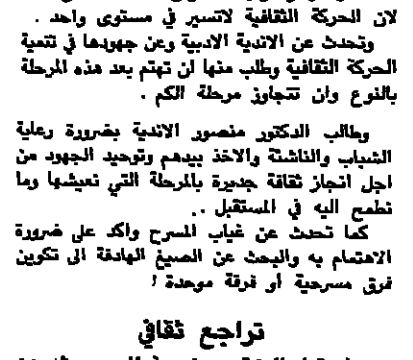 لان الحركة الثقافية لاتسير في مستوى واحد .
وتحدث عن الاندية الادبية وعن جهودها في تنمية
الحركة الثقافية وطلب منها ان تهتم بعد هذه المرحلة
بالنوع وان تتجاوز مرحلة الكم .
وطالب الدكتور منصور الاندية بضرورة رعاية
الشباب والناشئة والاخذ بيدهم وتوحيد الجهود من
اجل انجاز ثقافة جديرة بالمرحلة التي نعيشها وما
نطمح اليه في المستقبل ..
كما تحدث عن غياب المسرح واكد على ضرورة
الاهتمام به والبحث عن الصيغ الهادفة الى تكوين
فرق مسرحية أو فرقة موحدة !
تراجع ثقافي